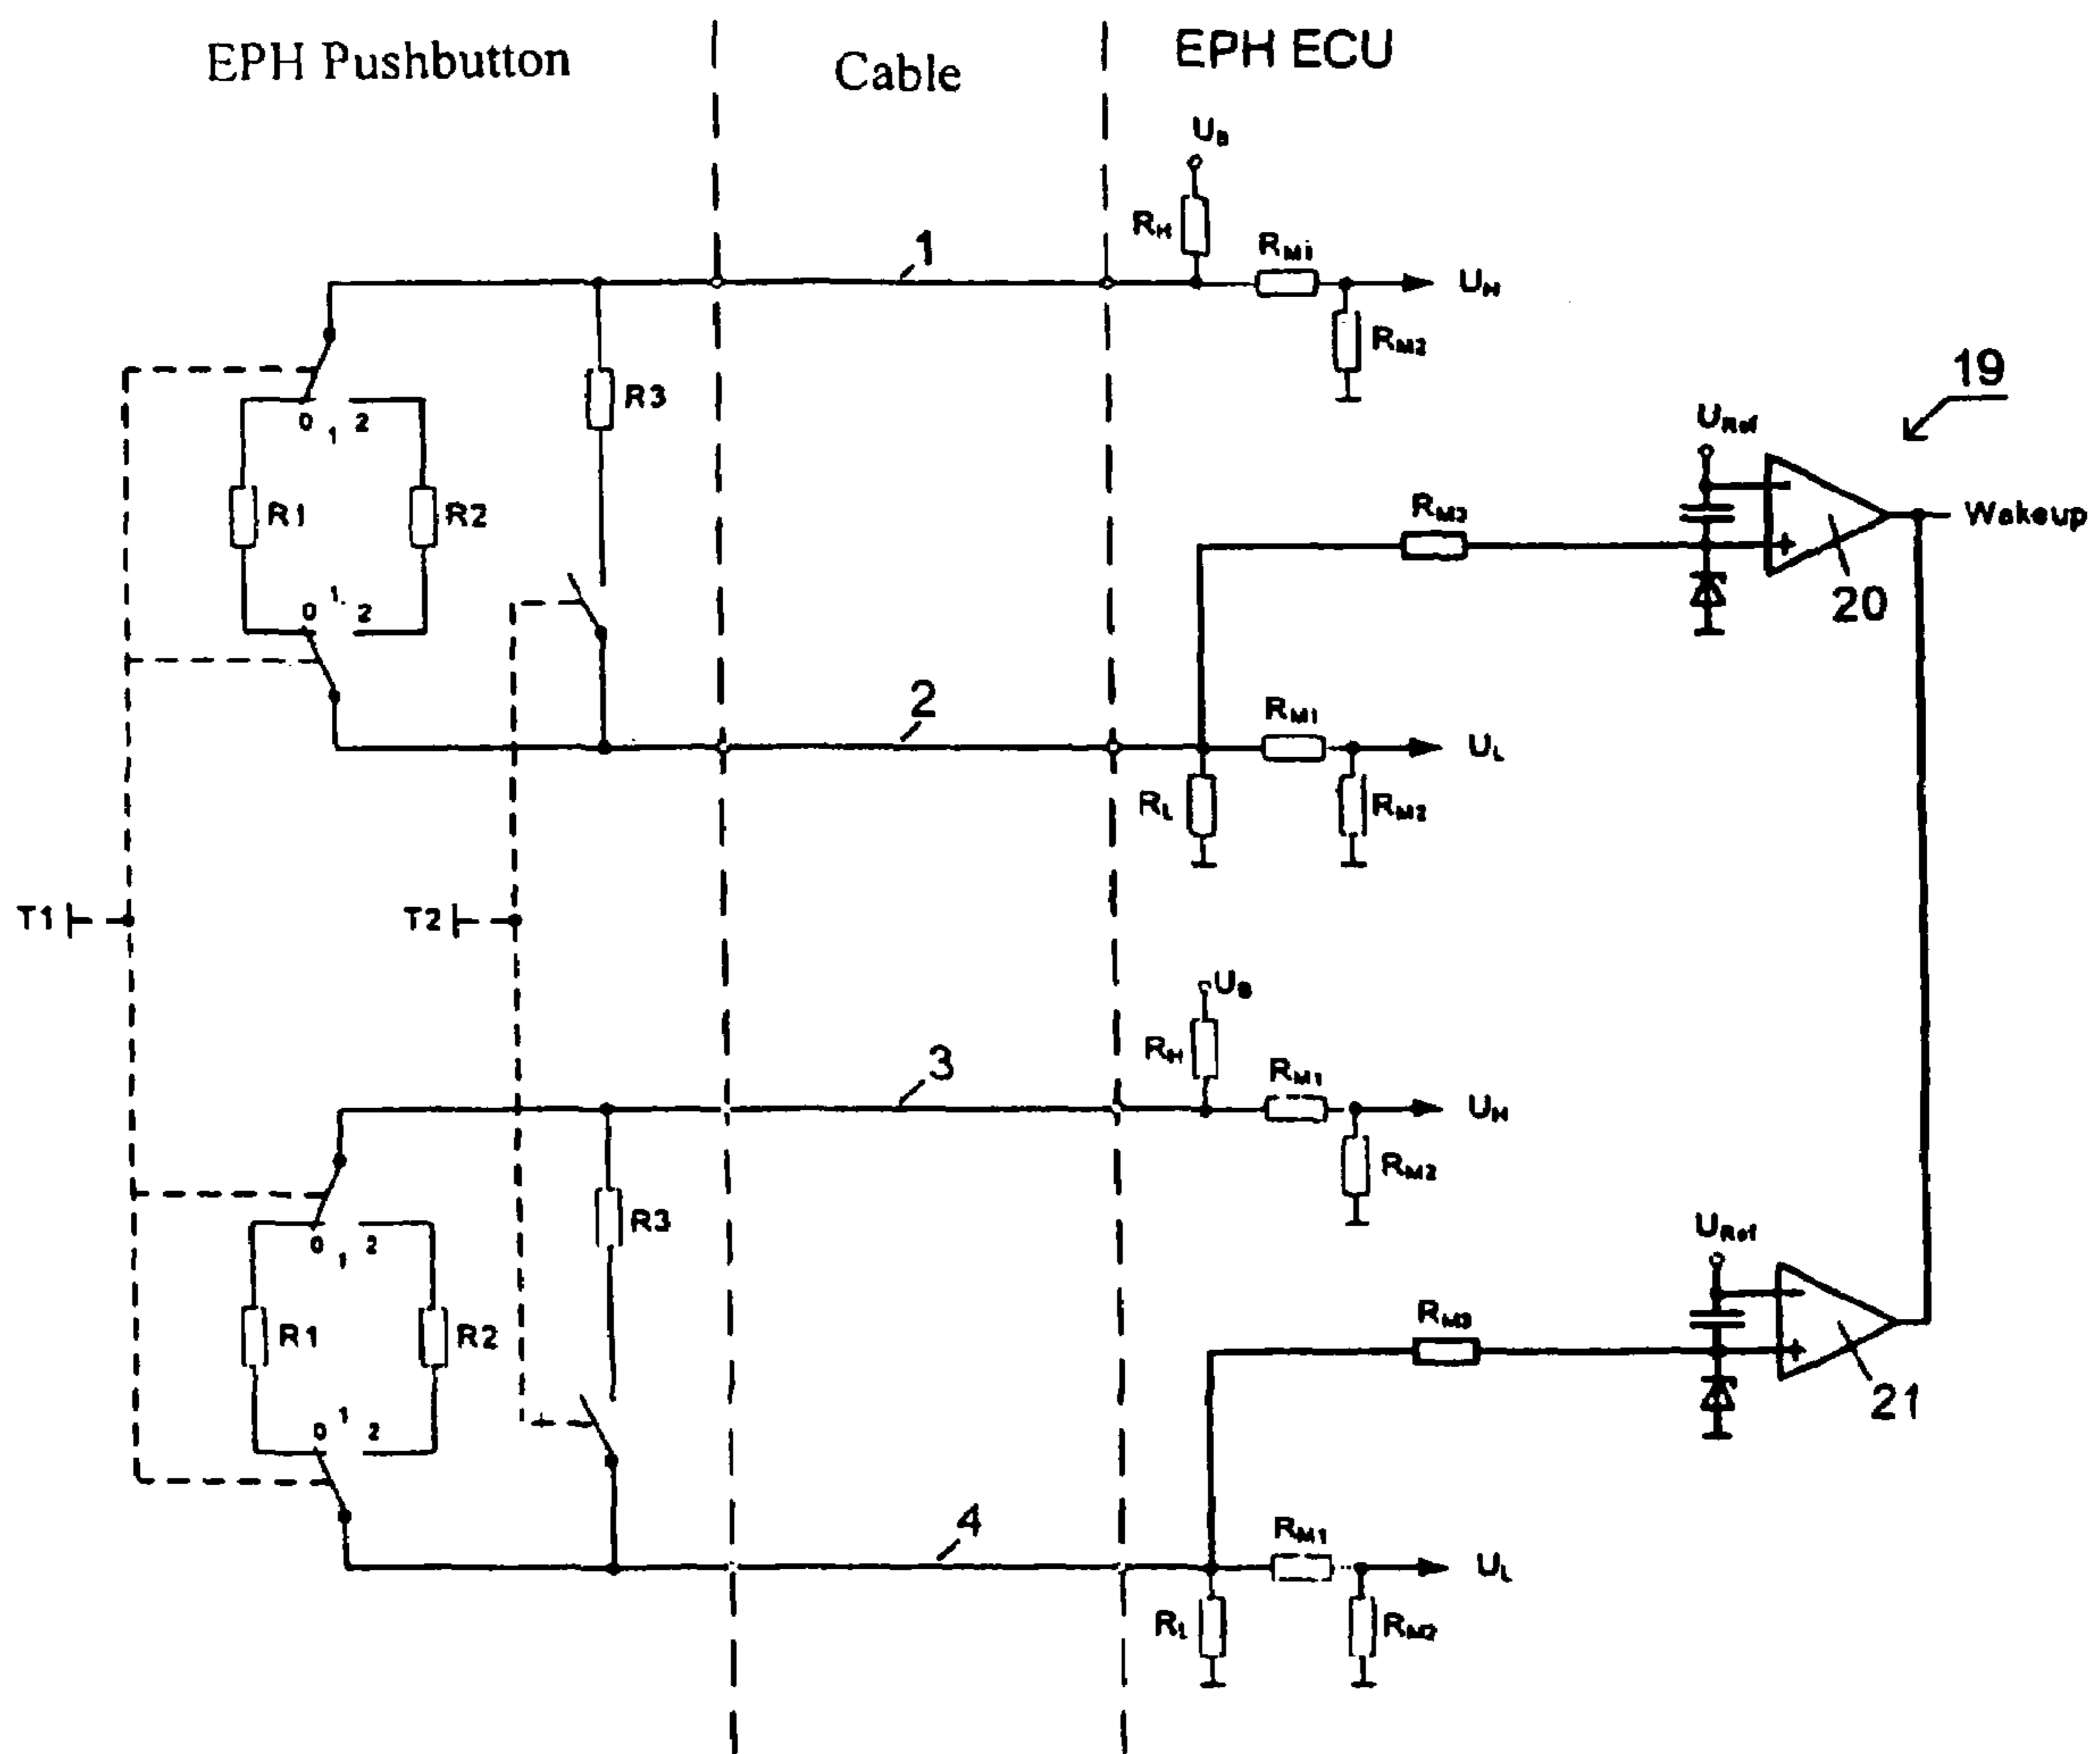 EPH Pushbutton
Cable
EPH ECU
U_B
R_H
1
R_M1
U_H
R_M2
R3
19
0 1 2
U_Ref
R1
R2
R_M3
Wakeup
0 1 2
20
2
R_M1
U_L
R_L
R_M2
T1
T2
U_B
R_H
3
R_M1
U_H
R_M2
R3
0 1 2
U_Ref
R1
R2
R_M3
0 1 2
21
4
R_M1
U_L
R_L
R_M2